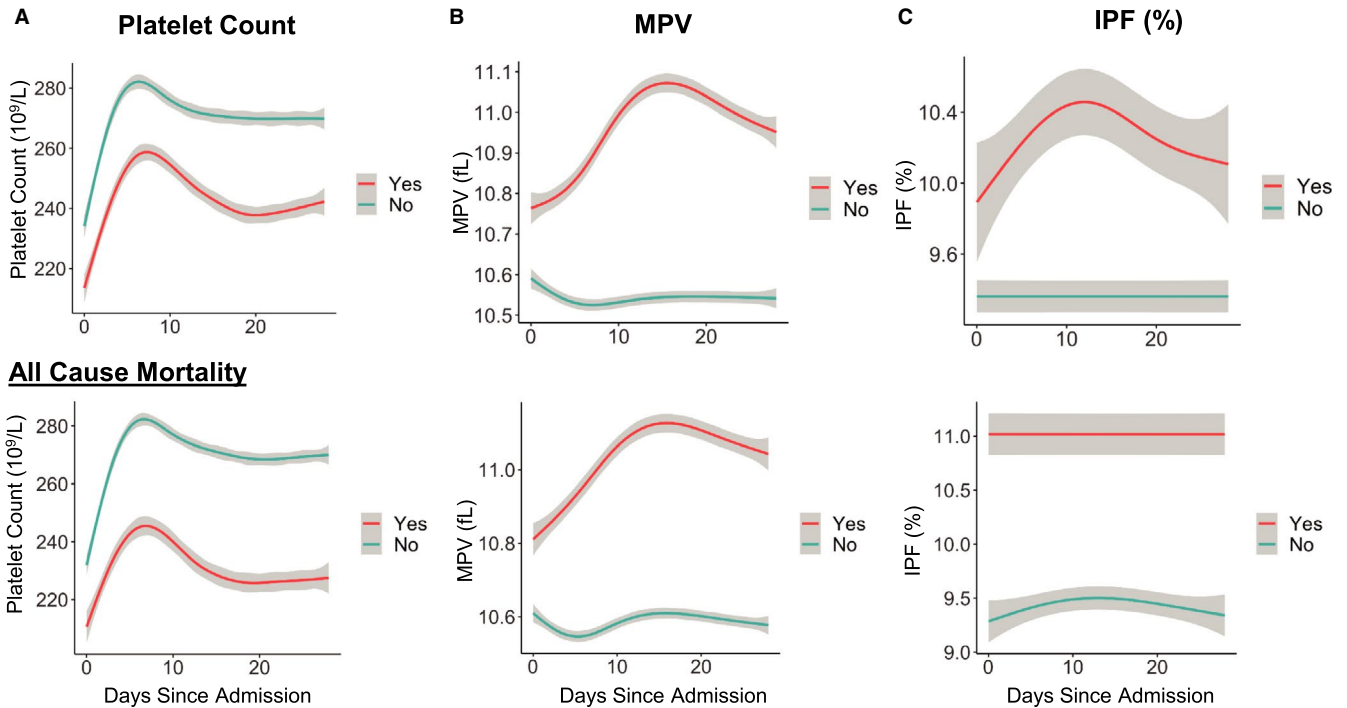 A
Platelet Count
Platelet Count (10⁹/L)
280
260
240
220
0
10
20
Yes
No
B
MPV
MPV (fL)
11.1
11.0
10.9
10.8
10.7
10.6
10.5
0
10
20
Yes
No
C
IPF (%)
IPF (%)
10.4
10.0
9.6
0
10
20
Yes
No
All Cause Mortality
Platelet Count (10⁹/L)
280
260
240
220
0
10
20
Days Since Admission
Yes
No
MPV (fL)
11.0
10.8
10.6
0
10
20
Days Since Admission
Yes
No
IPF (%)
11.0
10.5
10.0
9.5
9.0
0
10
20
Days Since Admission
Yes
No